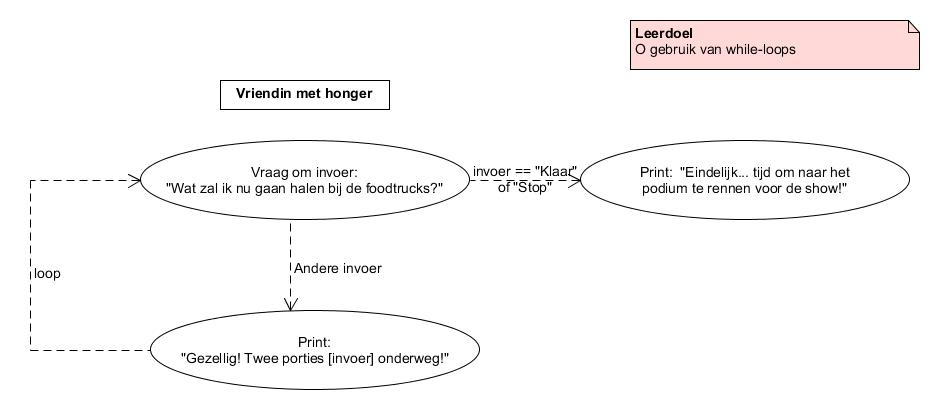 Leerdoel
O gebruik van while-loops
Vriendin met honger
Vraag om invoer:
"Wat zal ik nu gaan halen bij de foodtrucks?"
invoer == "Klaar"
of "Stop"
Print:  "Eindelijk... tijd om naar het
podium te rennen voor de show!"
Andere invoer
loop
Print:
"Gezellig! Twee porties [invoer] onderweg!"